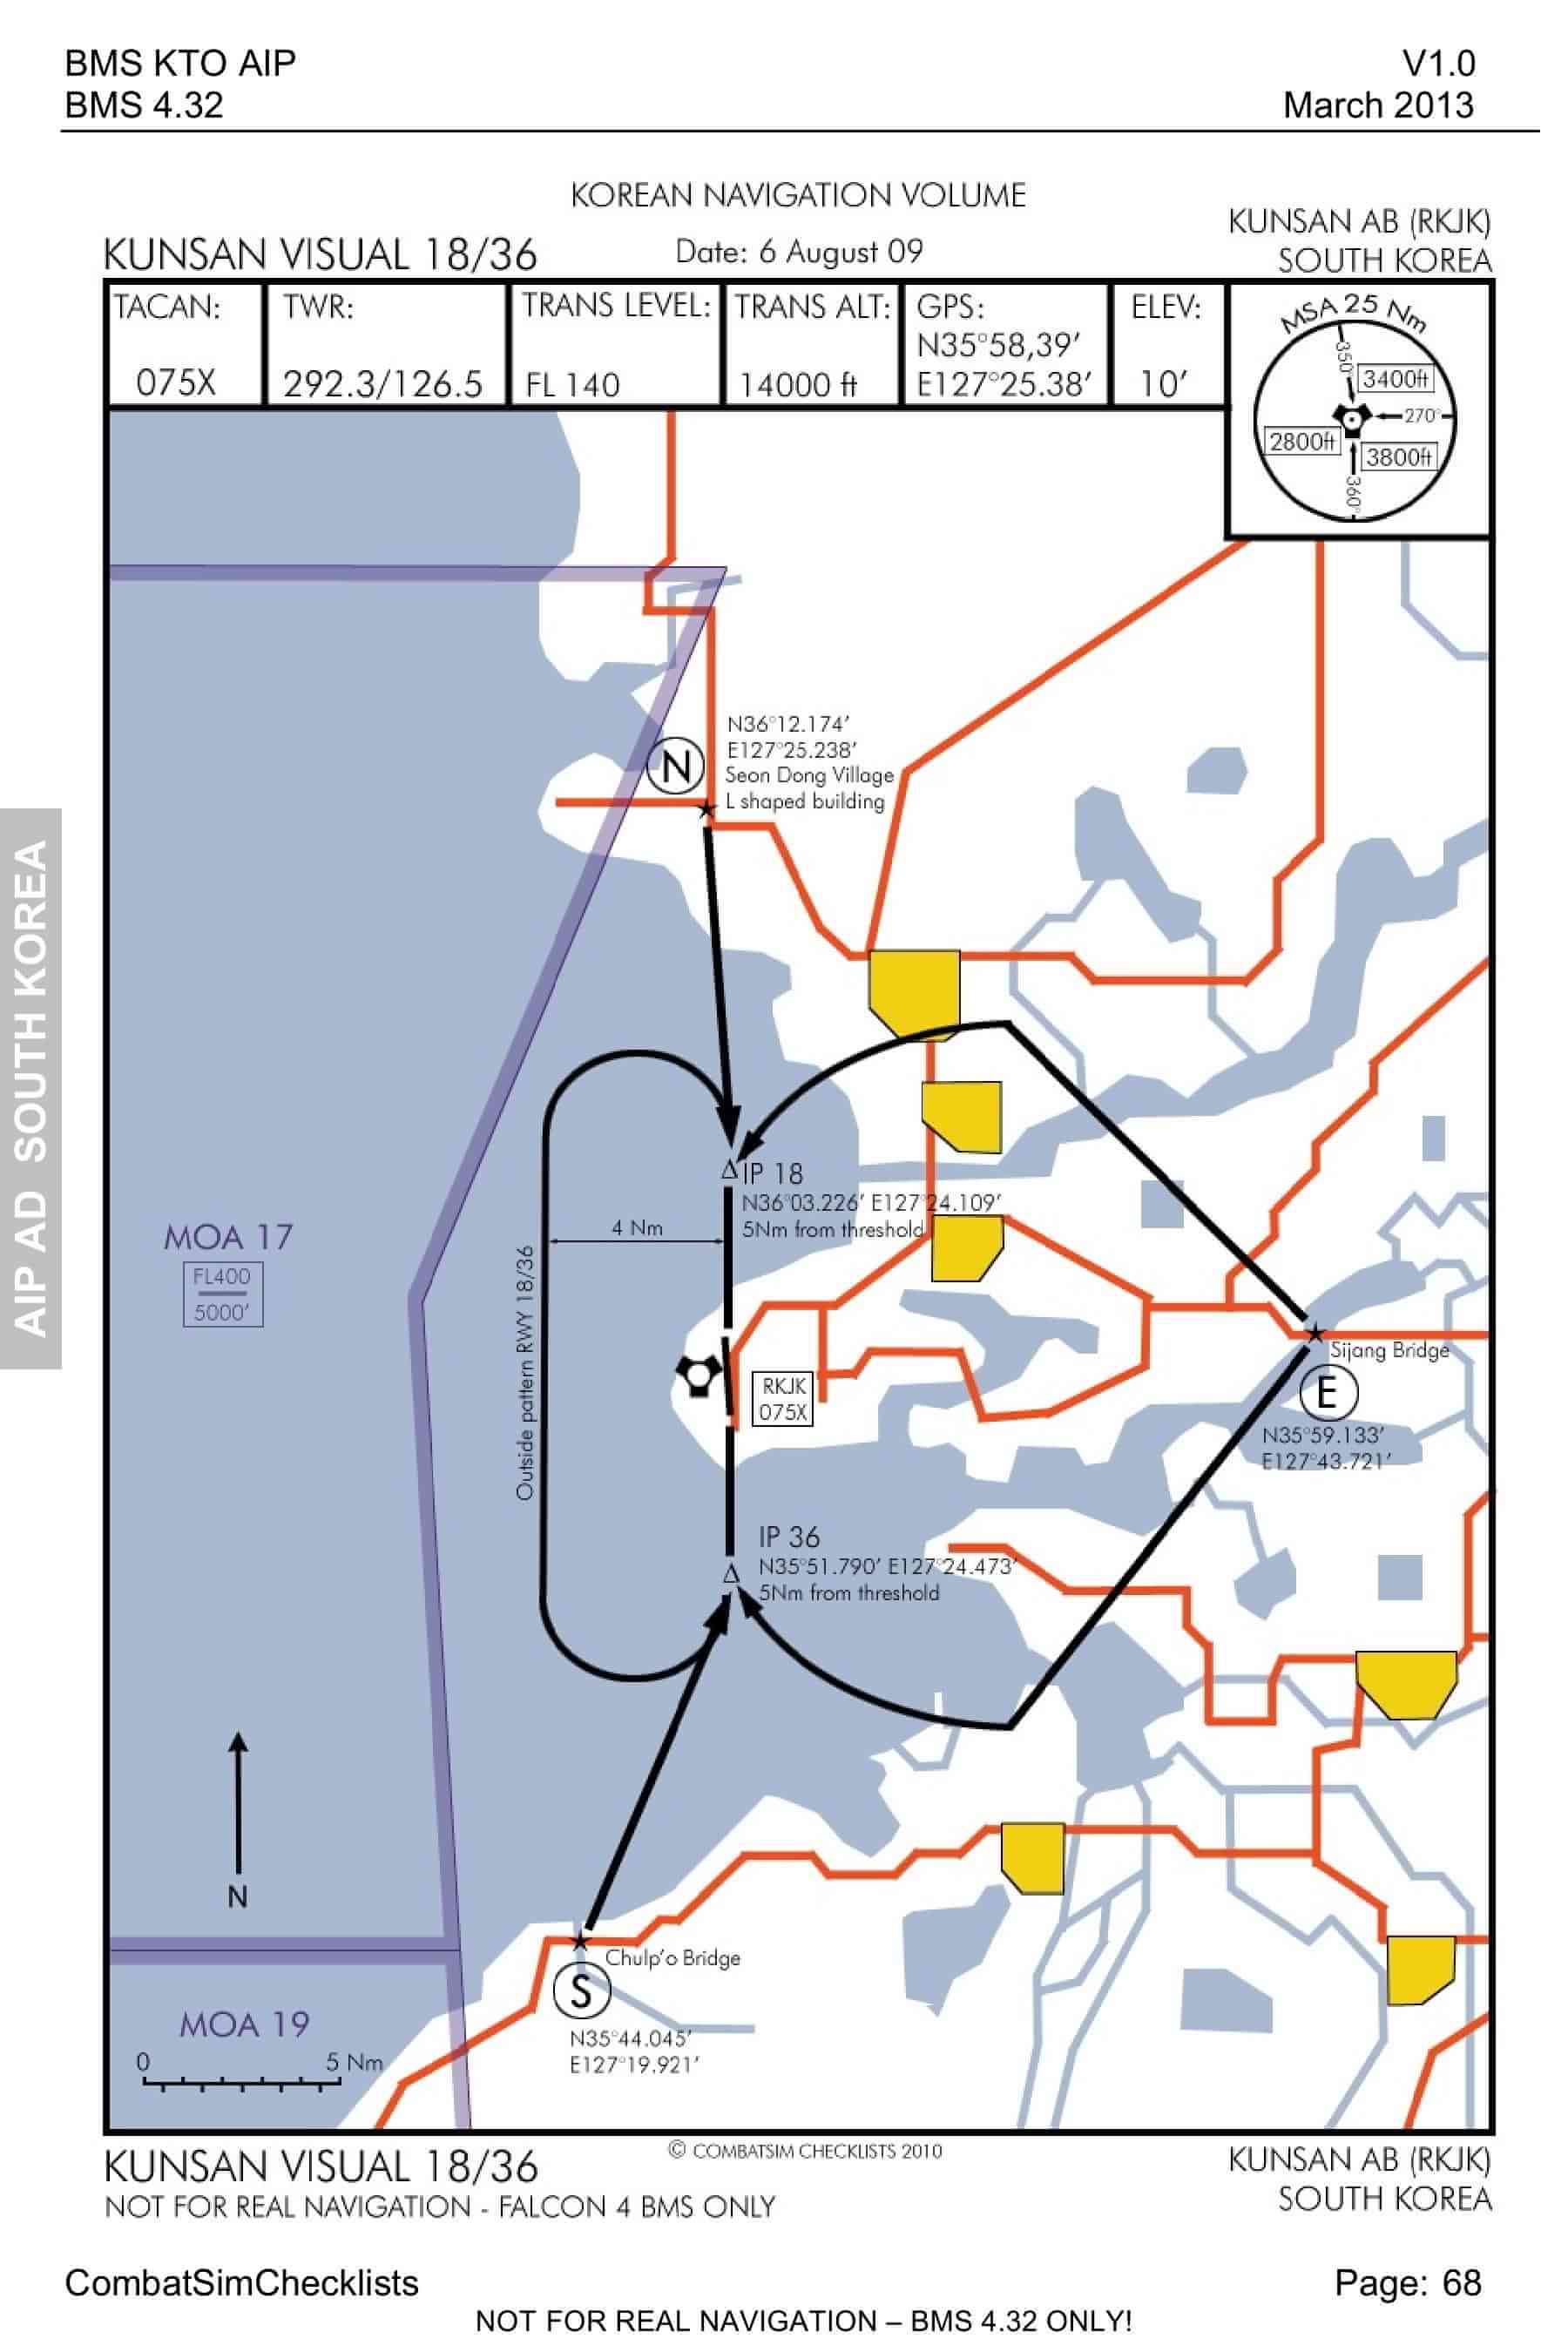 BMS KTO AIP
V1.0
BMS 4.32
March 2013
KOREAN NAVIGATION VOLUME
KUNSAN VISUAL 18/36
Date: 6 August 09
KUNSAN AB (RKJK)
SOUTH KOREA
TACAN:
075X
TWR:
292.3/126.5
TRANS LEVEL:
FL 140
TRANS ALT:
14000 ft
GPS:
N35°58,39'
E127°25.38'
ELEV:
10'
MSA 25 Nm
350°
3400ft
270°
2800ft
3800ft
360°
N
N36°12.174'
E127°25.238'
Seon Dong Village
L shaped building
AIP AD SOUTH KOREA
IP 18
N36°03.226' E127°24.109'
5Nm from threshold
4 Nm
Outside pattern RWY 18/36
MOA 17
FL400
5000'
RKJK
075X
Sijang Bridge
E
N35°59.133'
E127°43.721'
IP 36
N35°51.790' E127°24.473'
5Nm from threshold
N
Chulp'o Bridge
S
N35°44.045'
E127°19.921'
MOA 19
0 5 Nm
KUNSAN VISUAL 18/36
© COMBATSIM CHECKLISTS 2010
KUNSAN AB (RKJK)
NOT FOR REAL NAVIGATION - FALCON 4 BMS ONLY
SOUTH KOREA
CombatSimChecklists
Page: 68
NOT FOR REAL NAVIGATION – BMS 4.32 ONLY!